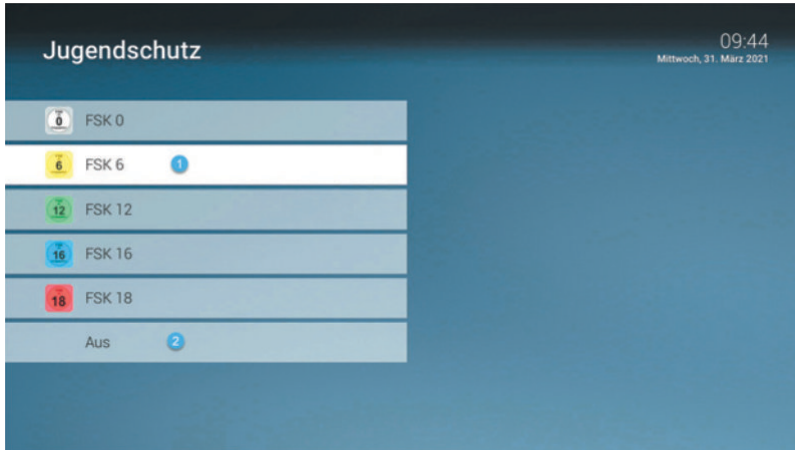 Jugendschutz
09:44
Mittwoch, 31. März 2021
0 FSK 0
6 FSK 6 1
12 FSK 12
16 FSK 16
18 FSK 18
Aus 2